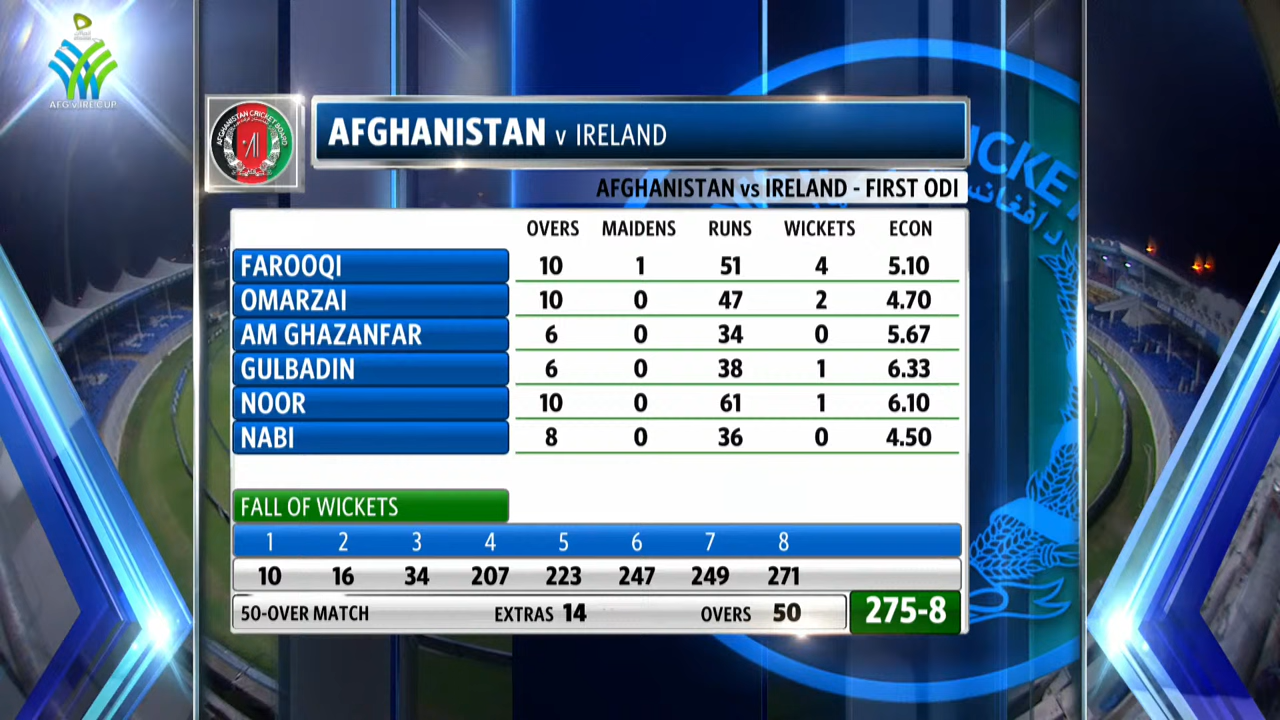 AFG v IRE CUP
AFGHANISTAN CRICKET BOARD
AFGHANISTAN v IRELAND
AFGHANISTAN vs IRELAND - FIRST ODI
OVERS MAIDENS RUNS WICKETS ECON
FAROOQI 10 1 51 4 5.10
OMARZAI 10 0 47 2 4.70
AM GHAZANFAR 6 0 34 0 5.67
GULBADIN 6 0 38 1 6.33
NOOR 10 0 61 1 6.10
NABI 8 0 36 0 4.50
FALL OF WICKETS
1 2 3 4 5 6 7 8
10 16 34 207 223 247 249 271
50-OVER MATCH EXTRAS 14 OVERS 50 275-8